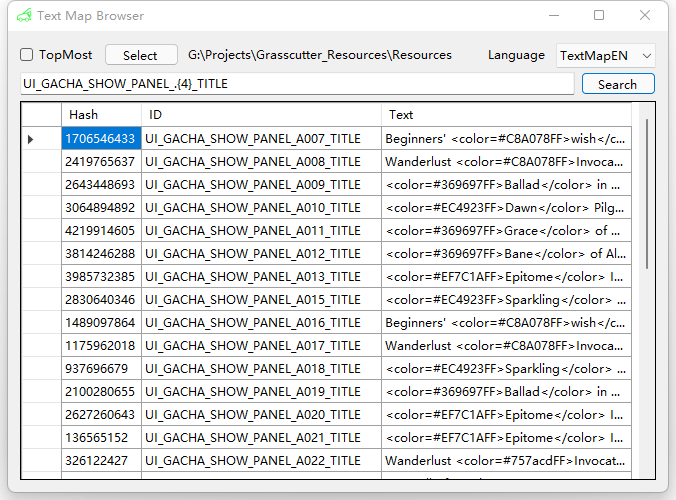 Text Map Browser
TopMost Select G:\Projects\Grasscutter_Resources\Resources Language TextMapEN
UI_GACHA_SHOW_PANEL_.{4}_TITLE Search
Hash ID Text
1706546433 UI_GACHA_SHOW_PANEL_A007_TITLE Beginners' <color=#C8A078FF>wish</c...
2419765637 UI_GACHA_SHOW_PANEL_A008_TITLE Wanderlust <color=#C8A078FF>Invoca...
2643448693 UI_GACHA_SHOW_PANEL_A009_TITLE <color=#369697FF>Ballad</color> in ...
3064894892 UI_GACHA_SHOW_PANEL_A010_TITLE <color=#EC4923FF>Dawn</color> Pilg...
4219914605 UI_GACHA_SHOW_PANEL_A011_TITLE <color=#369697FF>Grace</color> of ...
3814246288 UI_GACHA_SHOW_PANEL_A012_TITLE <color=#369697FF>Bane</color> of Al...
3985732385 UI_GACHA_SHOW_PANEL_A013_TITLE <color=#EF7C1AFF>Epitome</color> I...
2830640346 UI_GACHA_SHOW_PANEL_A015_TITLE <color=#EC4923FF>Sparkling</color> ...
1489097864 UI_GACHA_SHOW_PANEL_A016_TITLE Beginners' <color=#C8A078FF>wish</c...
1175962018 UI_GACHA_SHOW_PANEL_A017_TITLE Wanderlust <color=#C8A078FF>Invoca...
937696679 UI_GACHA_SHOW_PANEL_A018_TITLE <color=#EC4923FF>Sparkling</color> ...
2100280655 UI_GACHA_SHOW_PANEL_A019_TITLE <color=#369697FF>Ballad</color> in ...
2627260643 UI_GACHA_SHOW_PANEL_A020_TITLE <color=#EF7C1AFF>Epitome</color> I...
136565152 UI_GACHA_SHOW_PANEL_A021_TITLE <color=#EF7C1AFF>Epitome</color> I...
326122427 UI_GACHA_SHOW_PANEL_A022_TITLE Wanderlust <color=#757acdFF>Invocat...